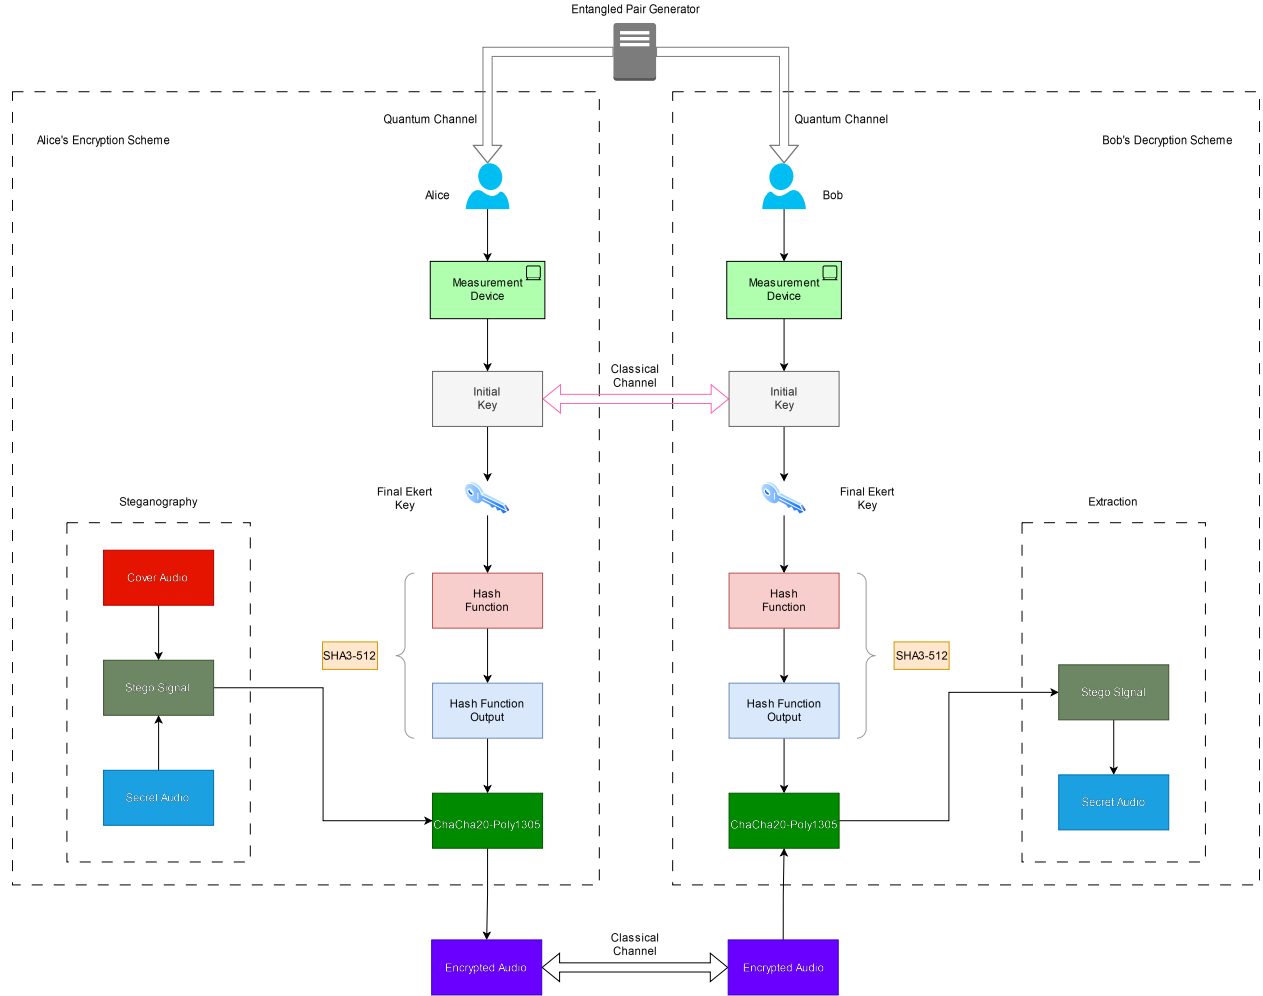 Entangled Pair Generator
Quantum Channel
Quantum Channel
Alice's Encryption Scheme
Bob's Decryption Scheme
Alice
Bob
Measurement
Device
Measurement
Device
Classical
Channel
Initial
Key
Initial
Key
Final Ekert
Key
Final Ekert
Key
Steganography
Extraction
Cover Audio
Hash
Function
Hash
Function
SHA3-512
SHA3-512
Stego Signal
Stego SIgnal
Hash Function
Output
Hash Function
Output
Secret Audio
Secret Audio
ChaCha20-Poly1305
ChaCha20-Poly1305
Classical
Channel
Encrypted Audio
Encrypted Audio